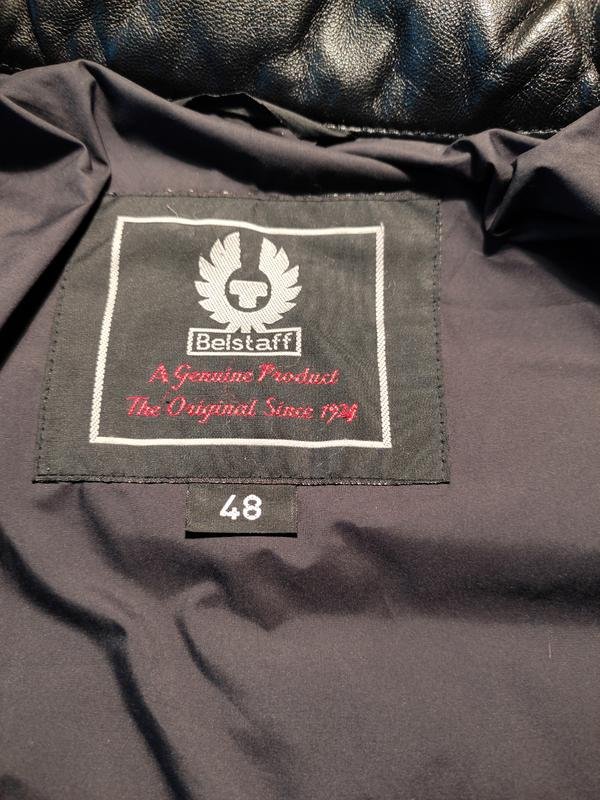 Belstaff
A Genuine Product
The Original Since 1924
48